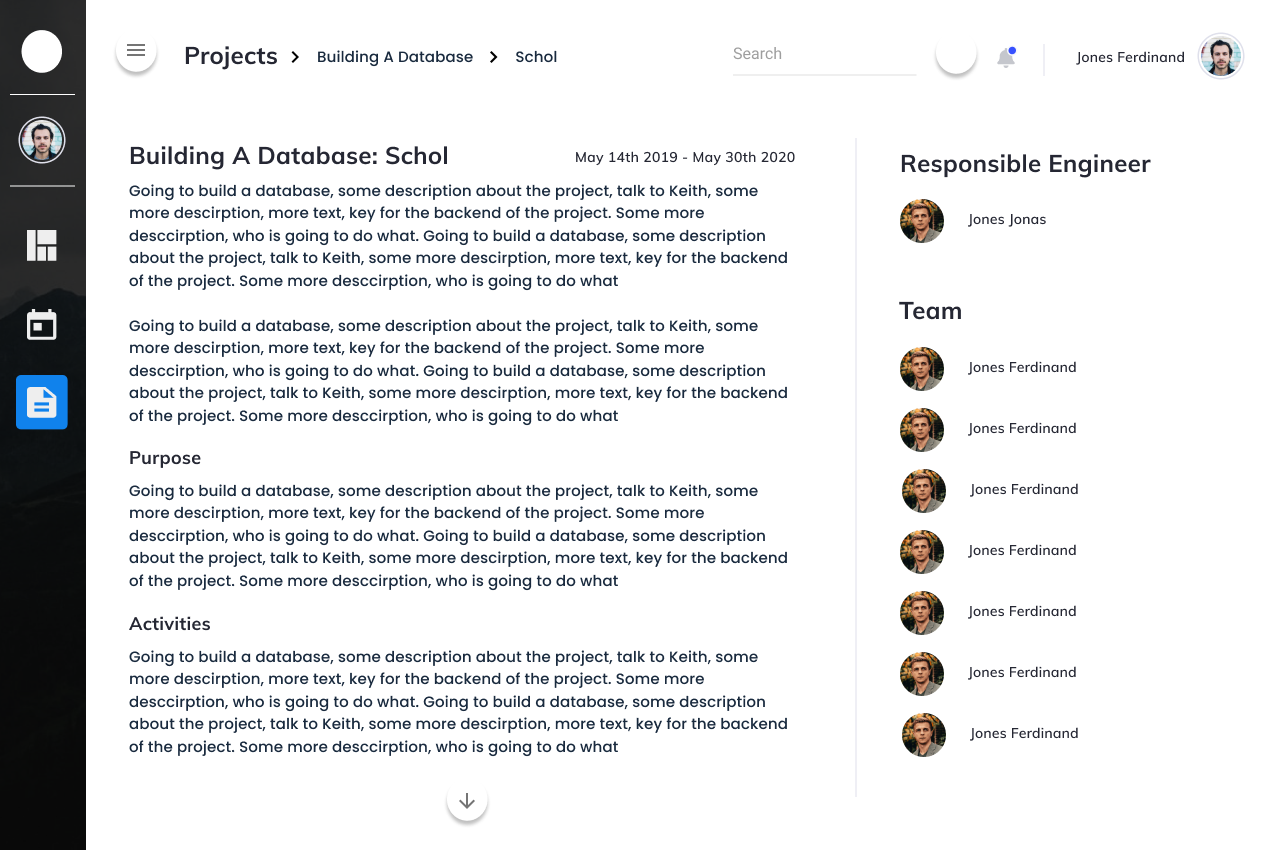 Projects
Building A Database
Schol
Search
Jones Ferdinand
Building A Database: Schol
May 14th 2019 - May 30th 2020
Going to build a database, some description about the project, talk to Keith, some
more descirption, more text, key for the backend of the project. Some more
desccirption, who is going to do what. Going to build a database, some description
about the project, talk to Keith, some more descirption, more text, key for the backend
of the project. Some more desccirption, who is going to do what
Going to build a database, some description about the project, talk to Keith, some
more descirption, more text, key for the backend of the project. Some more
desccirption, who is going to do what. Going to build a database, some description
about the project, talk to Keith, some more descirption, more text, key for the backend
of the project. Some more desccirption, who is going to do what
Purpose
Going to build a database, some description about the project, talk to Keith, some
more descirption, more text, key for the backend of the project. Some more
desccirption, who is going to do what. Going to build a database, some description
about the project, talk to Keith, some more descirption, more text, key for the backend
of the project. Some more desccirption, who is going to do what
Activities
Going to build a database, some description about the project, talk to Keith, some
more descirption, more text, key for the backend of the project. Some more
desccirption, who is going to do what. Going to build a database, some description
about the project, talk to Keith, some more descirption, more text, key for the backend
of the project. Some more desccirption, who is going to do what
Responsible Engineer
Jones Jonas
Team
Jones Ferdinand
Jones Ferdinand
Jones Ferdinand
Jones Ferdinand
Jones Ferdinand
Jones Ferdinand
Jones Ferdinand